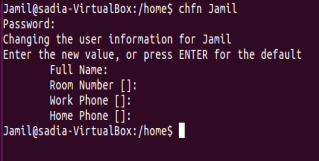 Jamil@sadia-VirtualBox:/home$ chfn Jamil
Password:
Changing the user information for Jamil
Enter the new value, or press ENTER for the default
Full Name:
Room Number []:
Work Phone []:
Home Phone []:
Jamil@sadia-VirtualBox:/home$